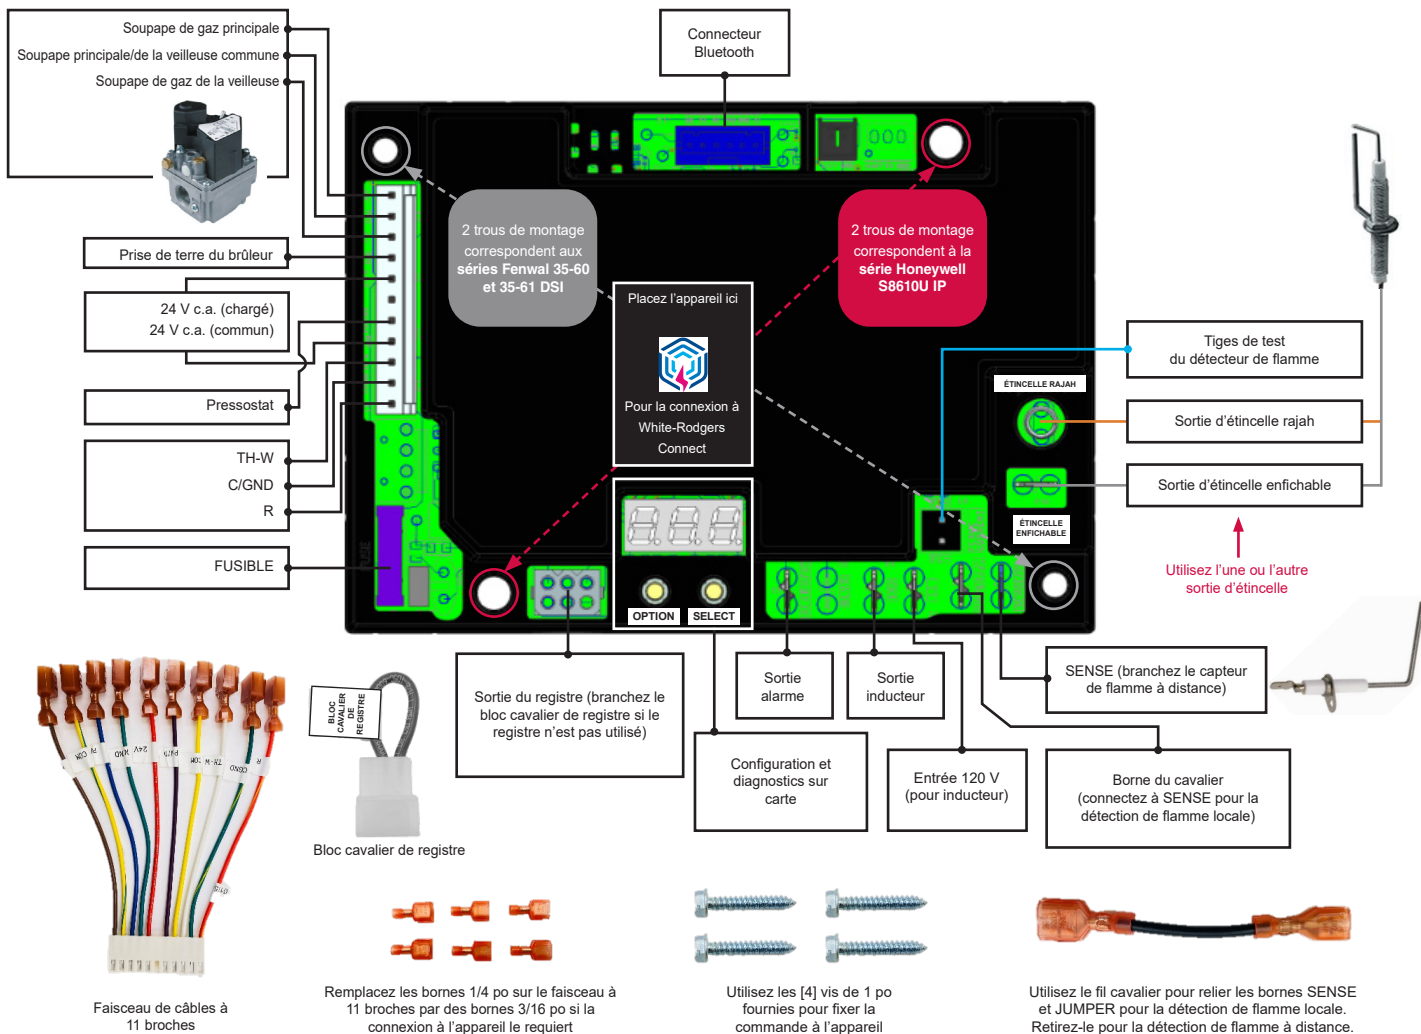 Soupape de gaz principale
Soupape principale/de la veilleuse commune
Soupape de gaz de la veilleuse
Connecteur
Bluetooth
2 trous de montage
correspondent aux
séries Fenwal 35-60
et 35-61 DSI
2 trous de montage
correspondent à la
série Honeywell
S8610U IP
Prise de terre du brûleur
24 V c.a. (chargé)
24 V c.a. (commun)
Pressostat
TH-W
C/GND
R
FUSIBLE
Placez l'appareil ici
Pour la connexion à
White-Rodgers
Connect
Tiges de test
du détecteur de flamme
ÉTINCELLE RAJAH
Sortie d'étincelle rajah
Sortie d'étincelle enfichable
ÉTINCELLE
ENFICHABLE
Utilisez l'une ou l'autre
sortie d'étincelle
OPTION
SELECT
Sortie du registre (branchez le
bloc cavalier de registre si le
registre n'est pas utilisé)
Configuration et
diagnostics sur
carte
Sortie
alarme
Sortie
inducteur
Entrée 120 V
(pour inducteur)
SENSE (branchez le capteur
de flamme à distance)
Borne du cavalier
(connectez à SENSE pour la
détection de flamme locale)
BLOC
CAVALIER
DE
REGISTRE
Bloc cavalier de registre
COM
PV
24V
TH-W
CGND
R
Faisceau de câbles à
11 broches
Remplacez les bornes 1/4 po sur le faisceau à
11 broches par des bornes 3/16 po si la
connexion à l'appareil le requiert
Utilisez les [4] vis de 1 po
fournies pour fixer la
commande à l'appareil
Utilisez le fil cavalier pour relier les bornes SENSE
et JUMPER pour la détection de flamme locale.
Retirez-le pour la détection de flamme à distance.